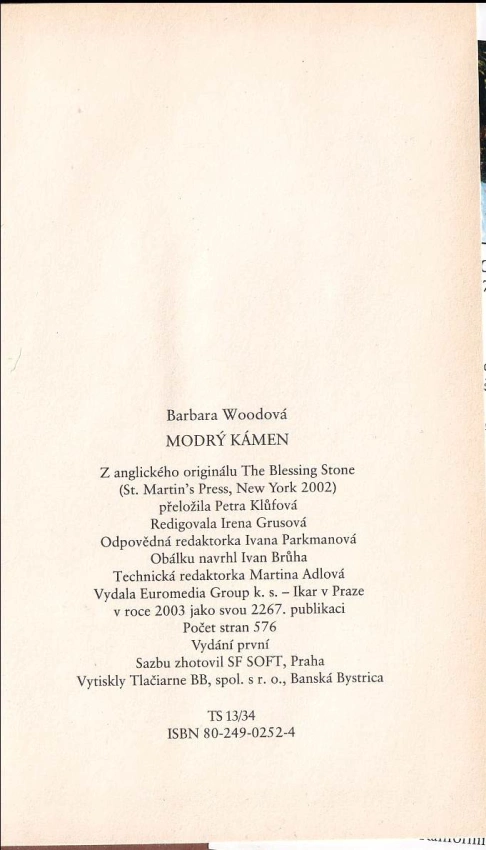 Barbara Woodová
MODRÝ KÁMEN
Z anglického originálu The Blessing Stone
(St. Martin's Press, New York 2002)
přeložila Petra Klůfová
Redigovala Irena Grusová
Odpovědná redaktorka Ivana Parkmanová
Obálku navrhl Ivan Brůha
Technická redaktorka Martina Adlová
Vydala Euromedia Group k. s. – Ikar v Praze
v roce 2003 jako svou 2267. publikaci
Počet stran 576
Vydání první
Sazbu zhotovil SF SOFT, Praha
Vytiskly Tlačiarne BB, spol. s r. o., Banská Bystrica
TS 13/34
ISBN 80-249-0252-4